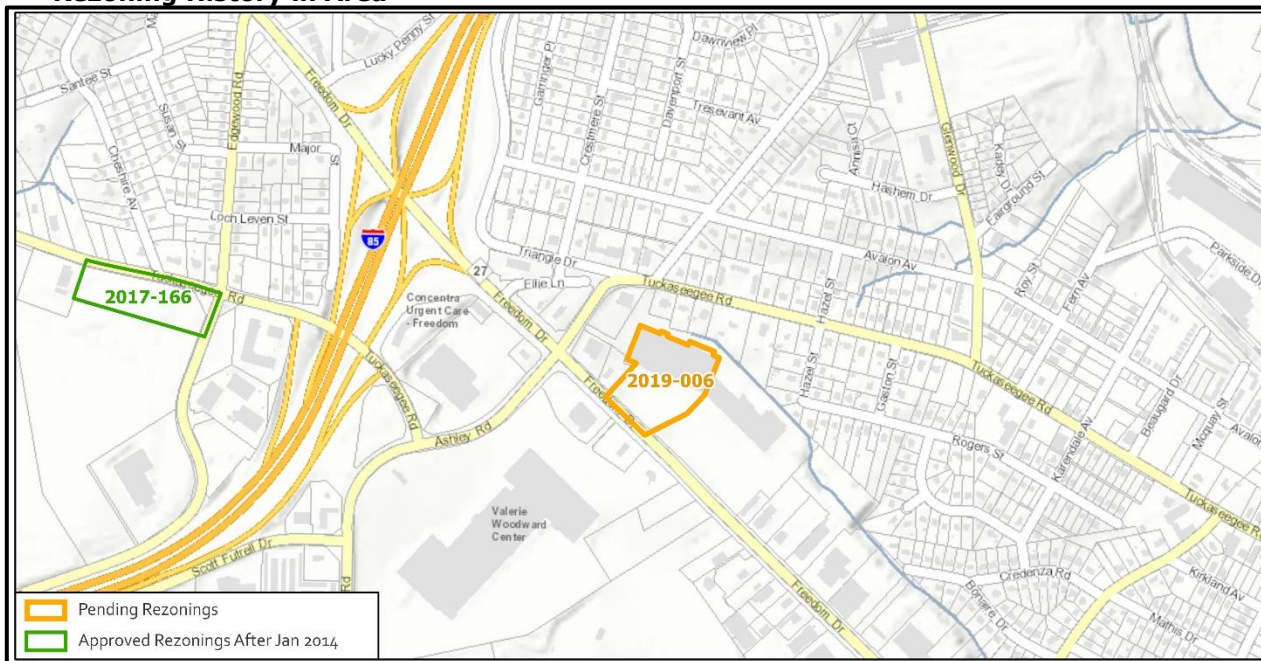 Rezoning History in Area
Santee St
Susan St
Cheshire Av
Edgewood Rd
Major
St
Loch Leven St
Freedom Dr
Lucky Penny St
85
27
Triangle Dr
Ellie Ln
Garringer Pl
Crestmere St
Davenport St
Dawnview Pl
Tresevant Av
Annisa Ct
Hashem Dr
Glenwood Dr
Kapey Dr
Fairground St
Avalon Av
Roy St
Fern Av
Parkside Dr
Tuckaseegee Rd
2017-166
Concentra
Urgent Care
- Freedom
Freedom Dr
Tuckaseegee Rd
Hazel St
Tuckaseegee Rd
Ashley Rd
Freedom Dr
2019-006
Hazel St
Gaston St
Rogers St
Karendale Av
Beaugard Dr
Mcquay St
Avalon
Tuckaseegee Rd
Valerie
Woodward
Center
Scott Futrell Dr
Rd
Freedom Dr
Bonaire Dr
Credenza Rd
Mathis Dr
Kirkland Av
Pending Rezonings
Approved Rezonings After Jan 2014